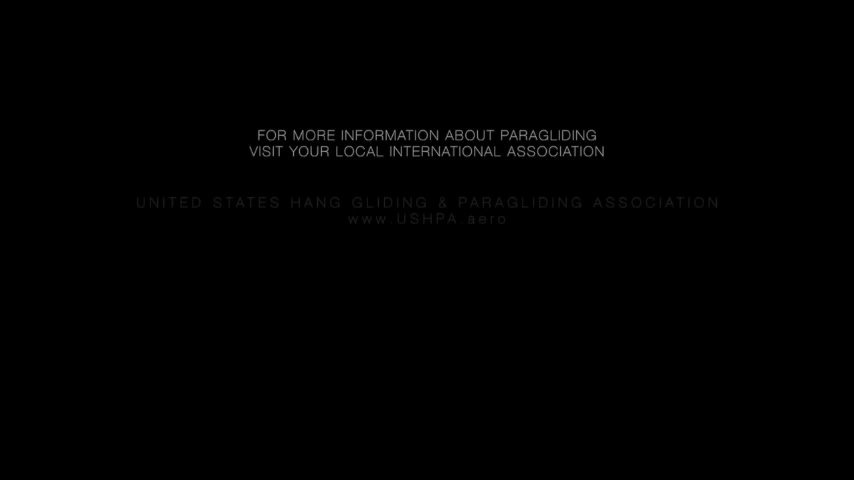 FOR MORE INFORMATION ABOUT PARAGLIDING
VISIT YOUR LOCAL INTERNATIONAL ASSOCIATION
UNITED STATES HANG GLIDING & PARAGLIDING ASSOCIATION
www.USHPA.aero